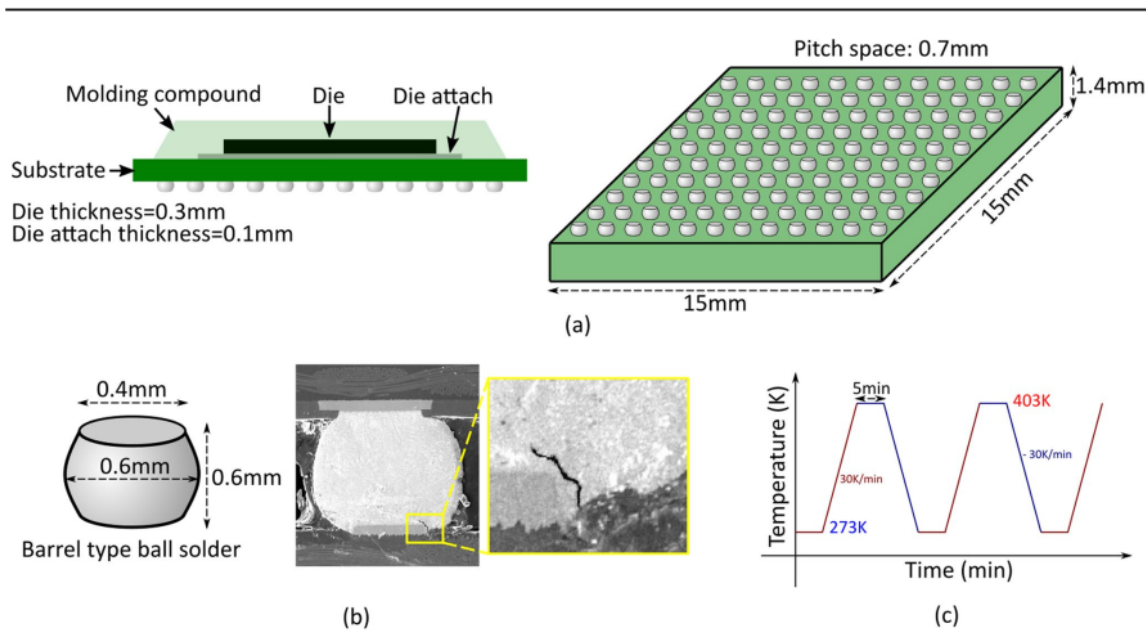 Pitch space: 0.7mm
Molding compound
Die
Die attach
1.4mm
Substrate
Die thickness=0.3mm
Die attach thickness=0.1mm
15mm
15mm
(a)
0.4mm
0.6mm
0.6mm
Barrel type ball solder
(b)
Temperature (K)
5min
403K
30K/min
- 30K/min
273K
Time (min)
(c)